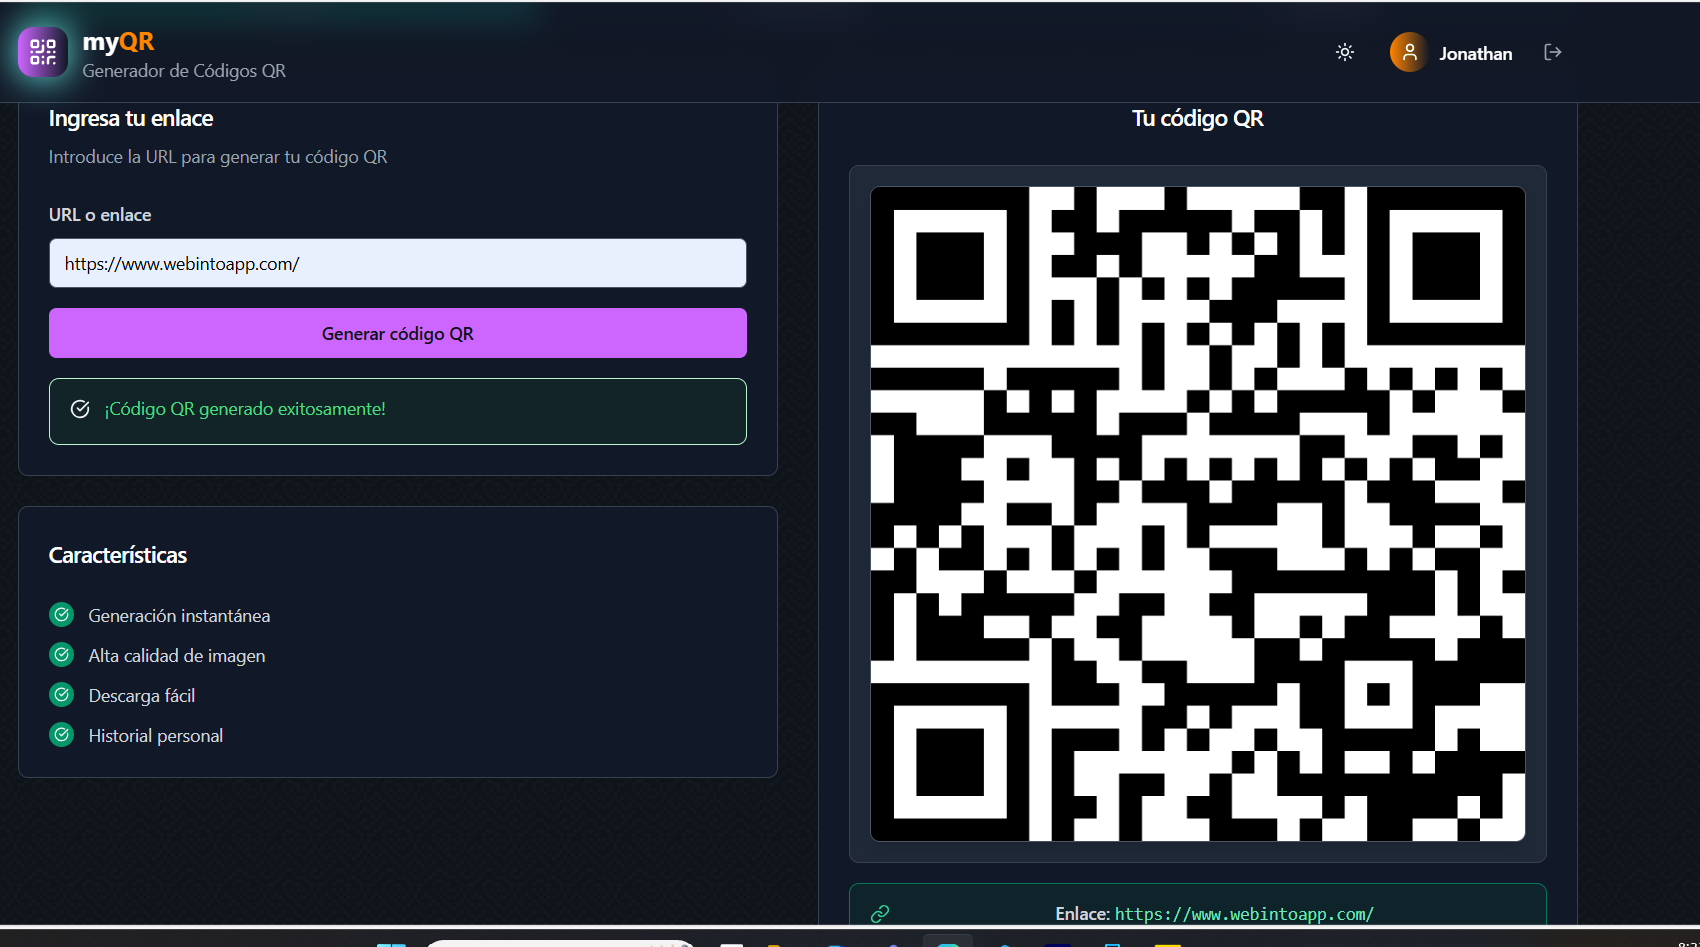 myQR
Generador de Códigos QR
Jonathan
Ingresa tu enlace
Introduce la URL para generar tu código QR
URL o enlace
https://www.webintoapp.com/
Generar código QR
¡Código QR generado exitosamente!
Características
Generación instantánea
Alta calidad de imagen
Descarga fácil
Historial personal
Tu código QR
Enlace: https://www.webintoapp.com/